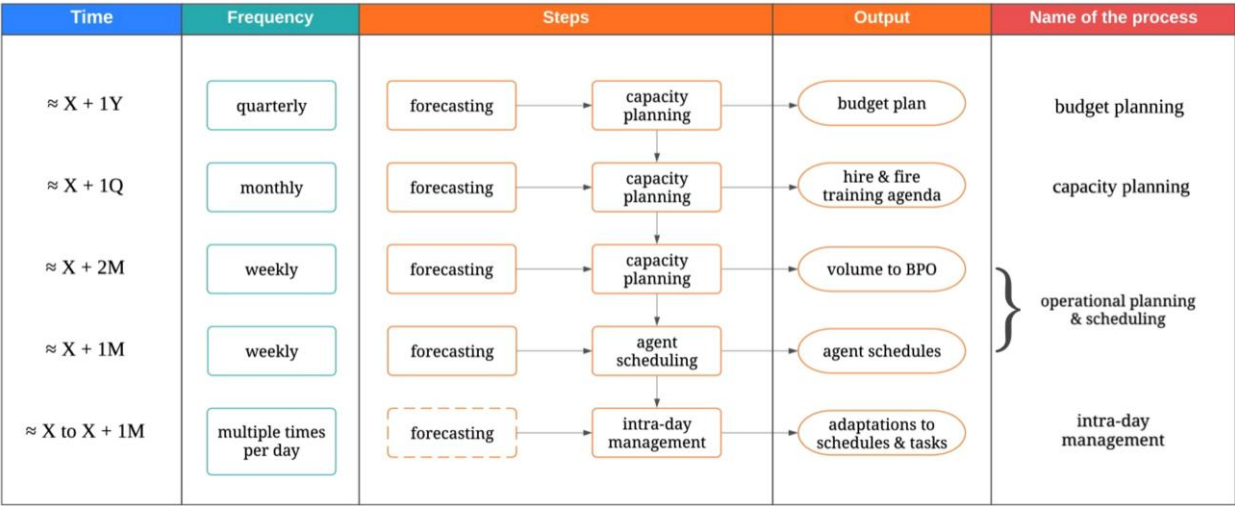 Time
Frequency
Steps
Output
Name of the process
≈ X + 1Y
quarterly
forecasting
capacity
planning
budget plan
budget planning
≈ X + 1Q
monthly
forecasting
capacity
planning
hire & fire
training agenda
capacity planning
≈ X + 2M
weekly
forecasting
capacity
planning
volume to BPO
operational planning
& scheduling
≈ X + 1M
weekly
forecasting
agent
scheduling
agent schedules
≈ X to X + 1M
multiple times
per day
forecasting
intra-day
management
adaptations to
schedules & tasks
intra-day
management